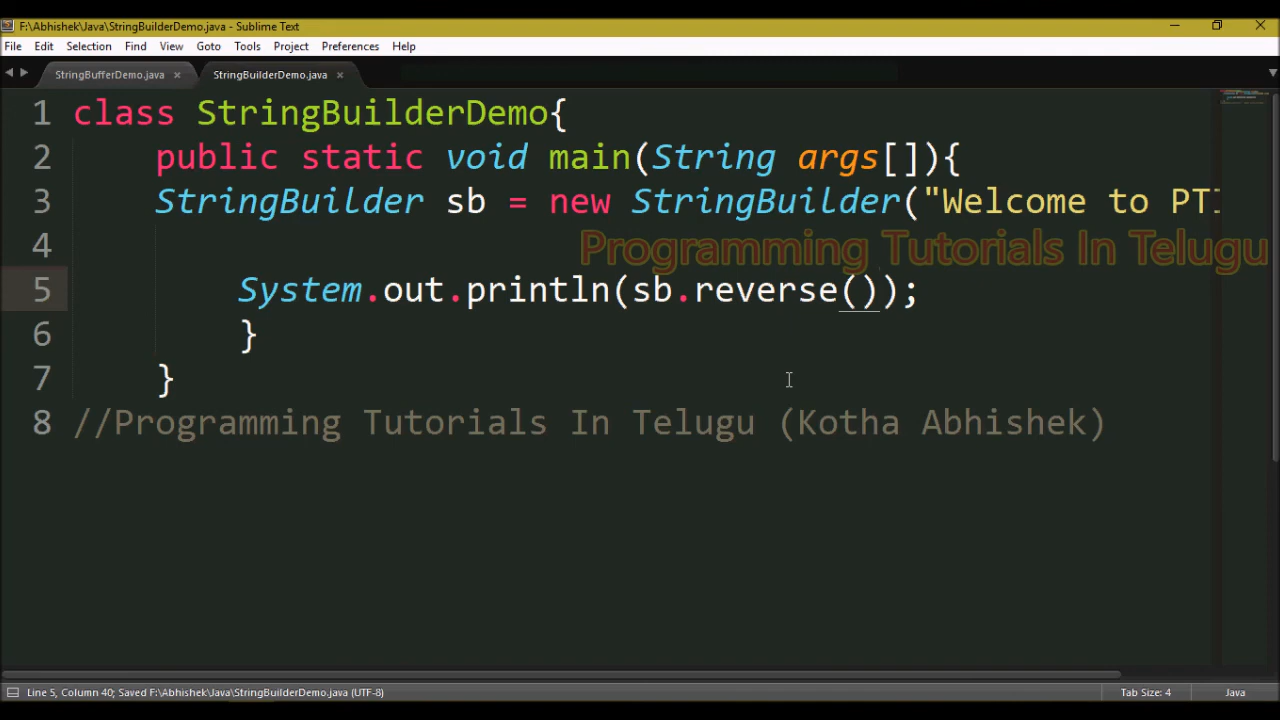 F:\Abhishek\Java\StringBuilderDemo.java - Sublime Text
File Edit Selection Find View Goto Tools Project Preferences Help
StringBufferDemo.java × StringBuilderDemo.java ×
1 class StringBuilderDemo{
2 public static void main(String args[]){
3 StringBuilder sb = new StringBuilder("Welcome to
4
Programming Tutorials In Telugu
5 System.out.println(sb.reverse());
6 }
7 }
8 //Programming Tutorials In Telugu (Kotha Abhishek)
Line 5, Column 40; Saved F:\Abhishek\Java\StringBuilderDemo.java (UTF-8) Tab Size: 4 Java